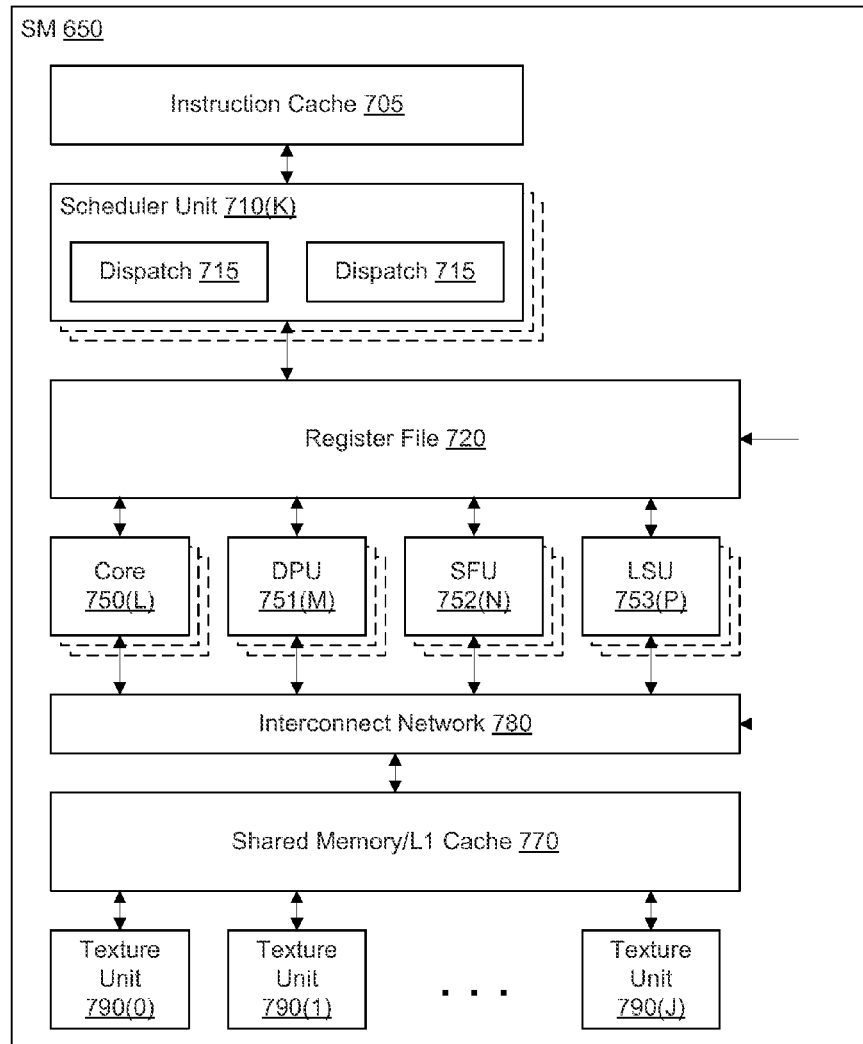 SM 650
Instruction Cache 705
Scheduler Unit 710(K)
Dispatch 715
Dispatch 715
Register File 720
Core
750(L)
DPU
751(M)
SFU
752(N)
LSU
753(P)
Interconnect Network 780
Shared Memory/L1 Cache 770
Texture
Unit
790(0)
Texture
Unit
790(1)
. . .
Texture
Unit
790(J)